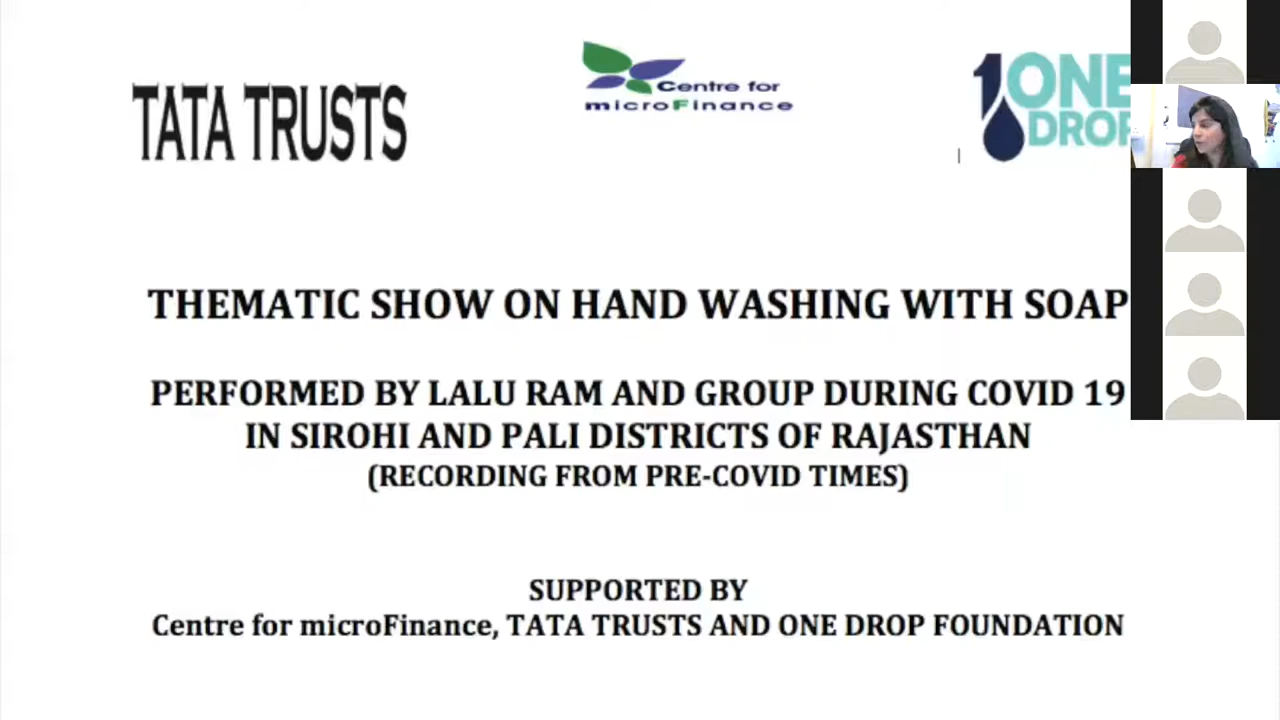 TATA TRUSTS
Centre for
microFinance
ONE
DROP
THEMATIC SHOW ON HAND WASHING WITH SOAP
PERFORMED BY LALU RAM AND GROUP DURING COVID 19
IN SIROHI AND PALI DISTRICTS OF RAJASTHAN
(RECORDING FROM PRE-COVID TIMES)
SUPPORTED BY
Centre for microFinance, TATA TRUSTS AND ONE DROP FOUNDATION